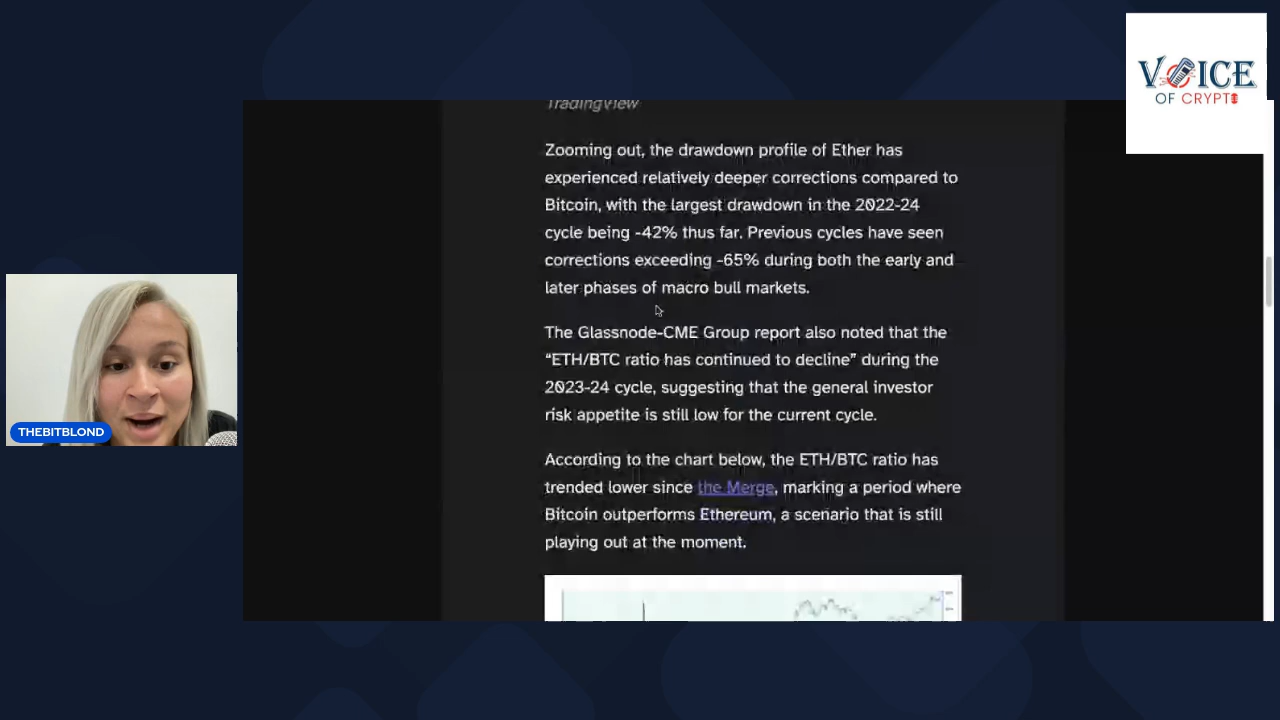 VOICE
OF CRYPTO
TradingView
Zooming out, the drawdown profile of Ether has
experienced relatively deeper corrections compared to
Bitcoin, with the largest drawdown in the 2022-24
cycle being -42% thus far. Previous cycles have seen
corrections exceeding -65% during both the early and
later phases of macro bull markets.
The Glassnode-CME Group report also noted that the
“ETH/BTC ratio has continued to decline” during the
2023-24 cycle, suggesting that the general investor
risk appetite is still low for the current cycle.
According to the chart below, the ETH/BTC ratio has
trended lower since the Merge, marking a period where
Bitcoin outperforms Ethereum, a scenario that is still
playing out at the moment.
THEBITBLOND